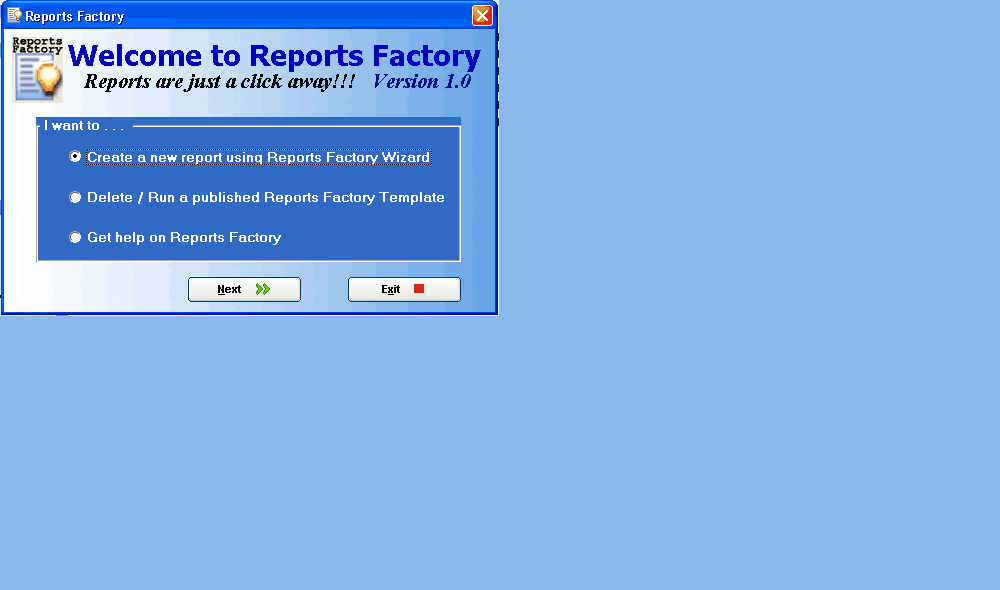 Reports Factory
Reports
Factory
Welcome to Reports Factory
Reports are just a click away!!! Version 1.0
I want to . . .
Create a new report using Reports Factory Wizard
Delete / Run a published Reports Factory Template
Get help on Reports Factory
Next
Exit